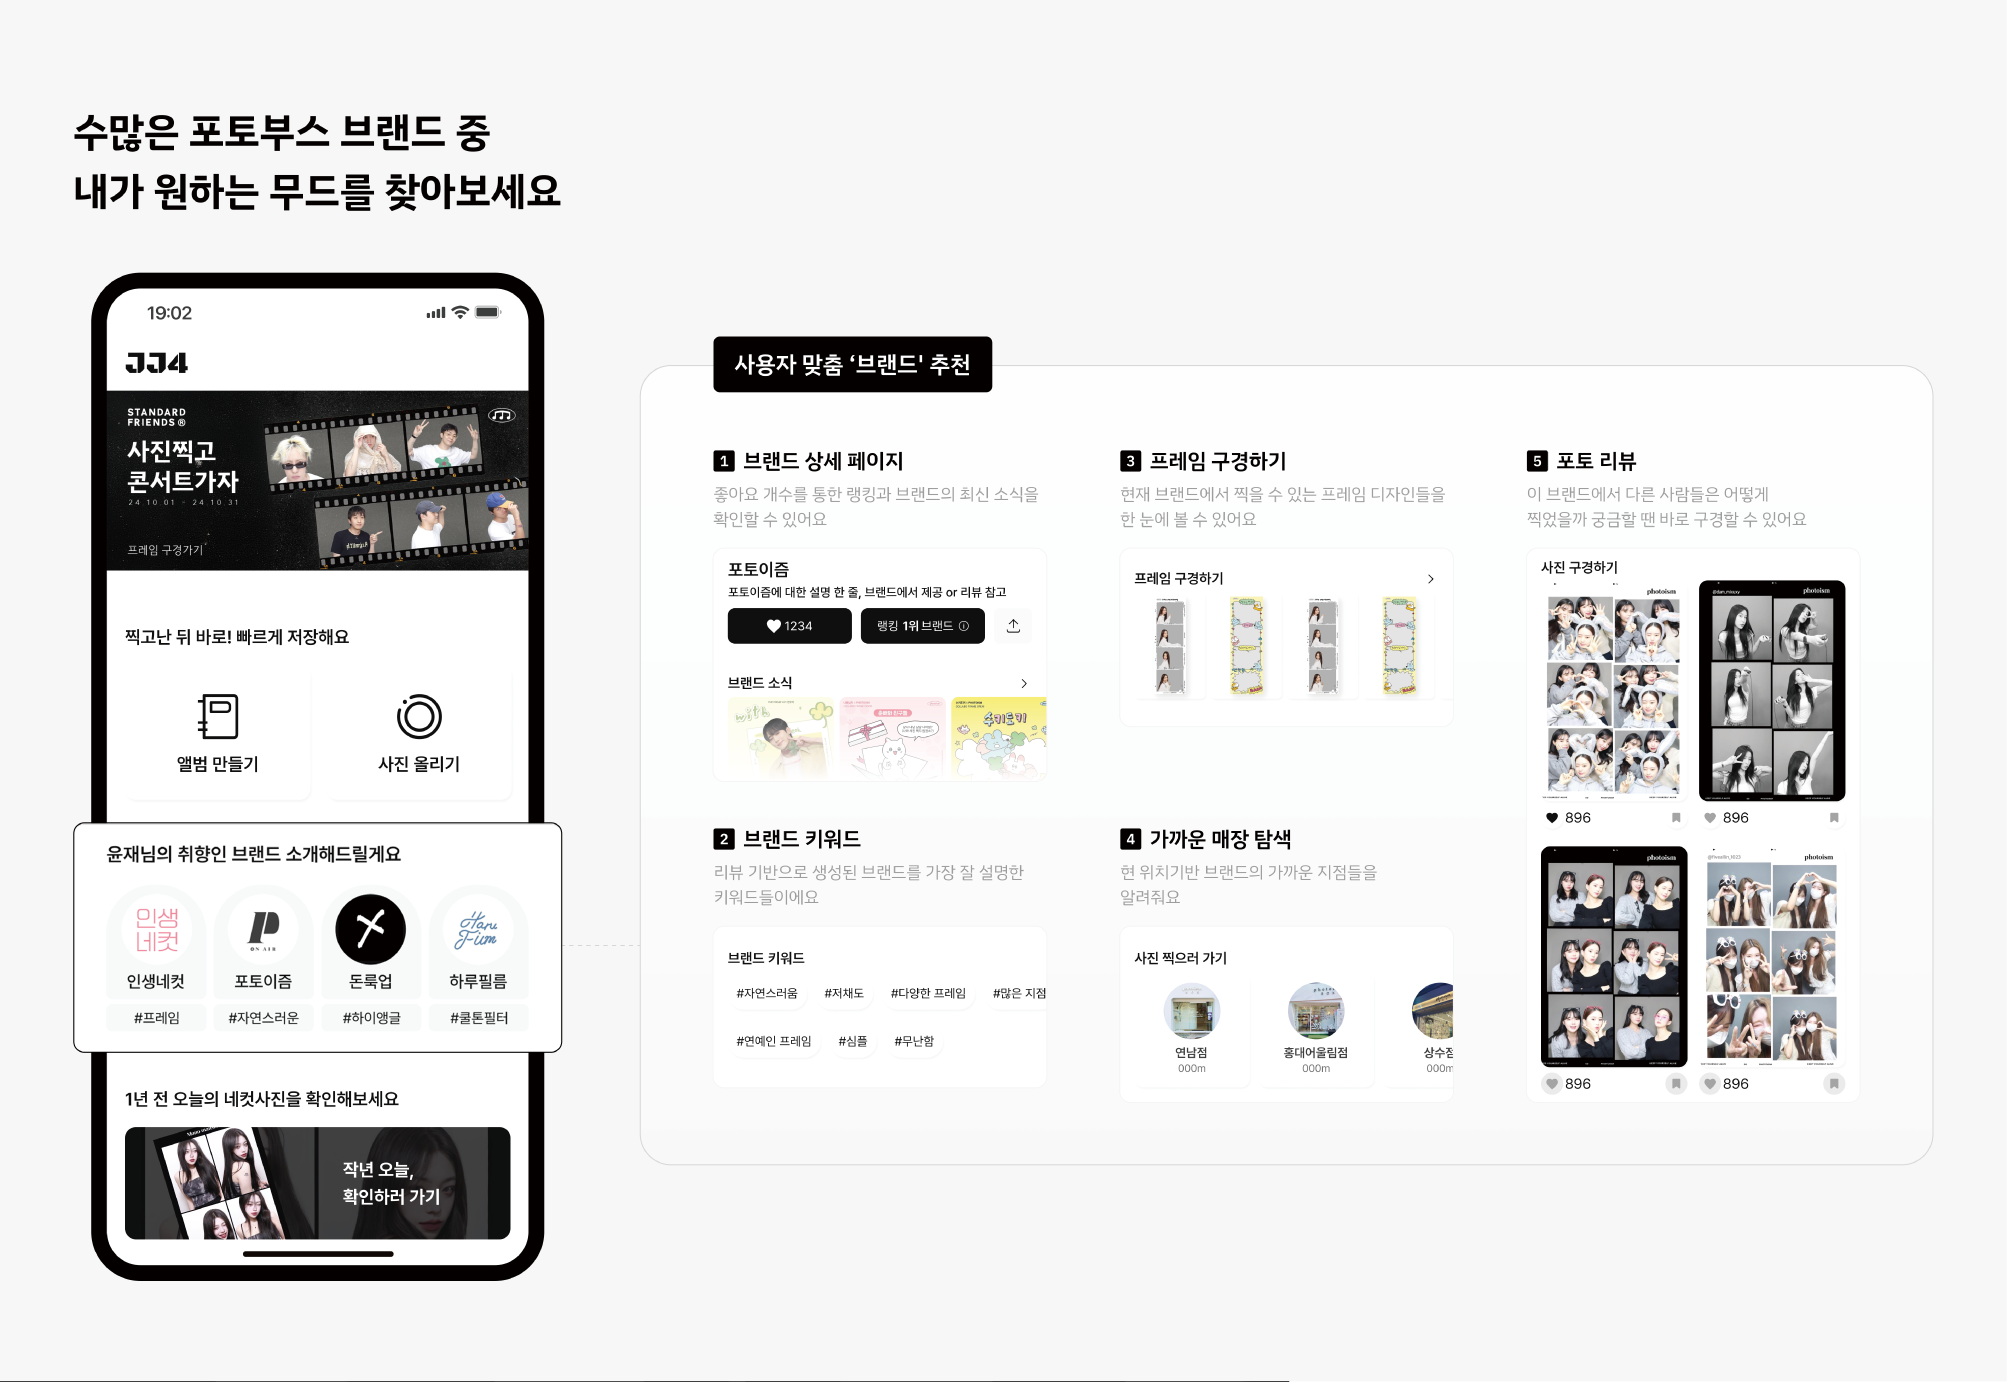 수많은 포토부스 브랜드 중
내가 원하는 무드를 찾아보세요
19:02
JJ4
STANDARD
FRIENDS ®
사진찍고
콘서트가자
24 10 01 - 24 10 31
프레임 구경가기
찍고난 뒤 바로! 빠르게 저장해요
앨범 만들기
사진 올리기
윤재님의 취향인 브랜드 소개해드릴게요
인생
네컷
P
ON AIR
Haru
Film
인생네컷
포토이즘
돈룩업
하루필름
#프레임
#자연스러운
#하이앵글
#쿨톤필터
1년 전 오늘의 네컷사진을 확인해보세요
작년 오늘,
확인하러 가기
사용자 맞춤 ‘브랜드' 추천
1 브랜드 상세 페이지
좋아요 개수를 통한 랭킹과 브랜드의 최신 소식을
확인할 수 있어요
포토이즘
포토이즘에 대한 설명 한 줄, 브랜드에서 제공 or 리뷰 참고
1234
랭킹 1위 브랜드
브랜드 소식
2 브랜드 키워드
리뷰 기반으로 생성된 브랜드를 가장 잘 설명한
키워드들이에요
브랜드 키워드
#자연스러움
#저채도
#다양한 프레임
#많은 지점
#연예인 프레임
#심플
#무난함
3 프레임 구경하기
현재 브랜드에서 찍을 수 있는 프레임 디자인들을
한 눈에 볼 수 있어요
프레임 구경하기
4 가까운 매장 탐색
현 위치기반 브랜드의 가까운 지점들을
알려줘요
사진 찍으러 가기
연남점
000m
홍대어울림점
000m
상수점
000m
5 포토 리뷰
이 브랜드에서 다른 사람들은 어떻게
찍었을까 궁금할 땐 바로 구경할 수 있어요
사진 구경하기
photoism
photoism
896
896
photoism
photoism
896
896